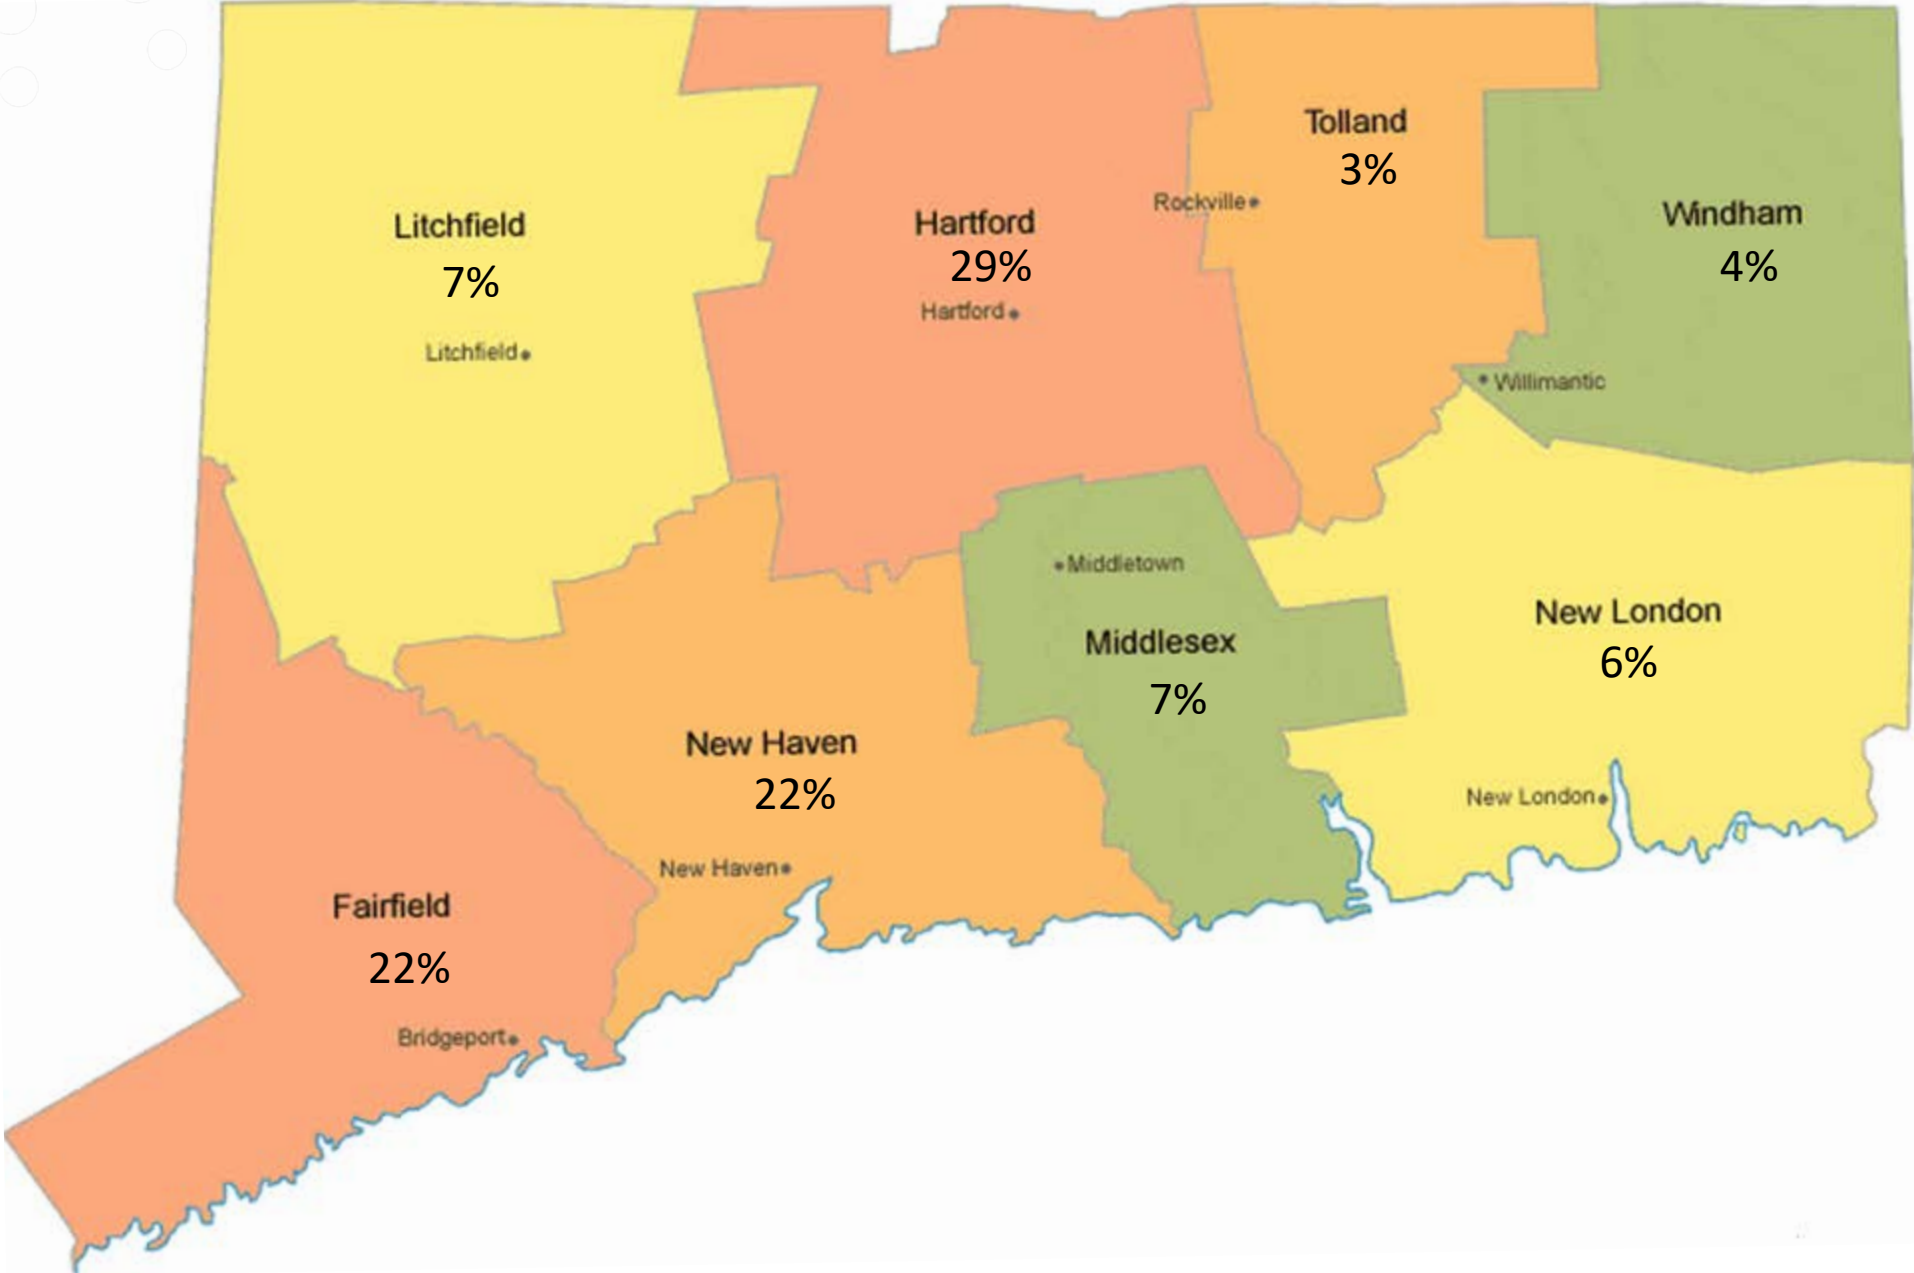 Tolland
3%
Rockville
Litchfield
7%
Litchfield
Hartford
29%
Hartford
Windham
4%
Willimantic
Middletown
Middlesex
7%
New London
6%
New London
New Haven
22%
New Haven
Fairfield
22%
Bridgeport